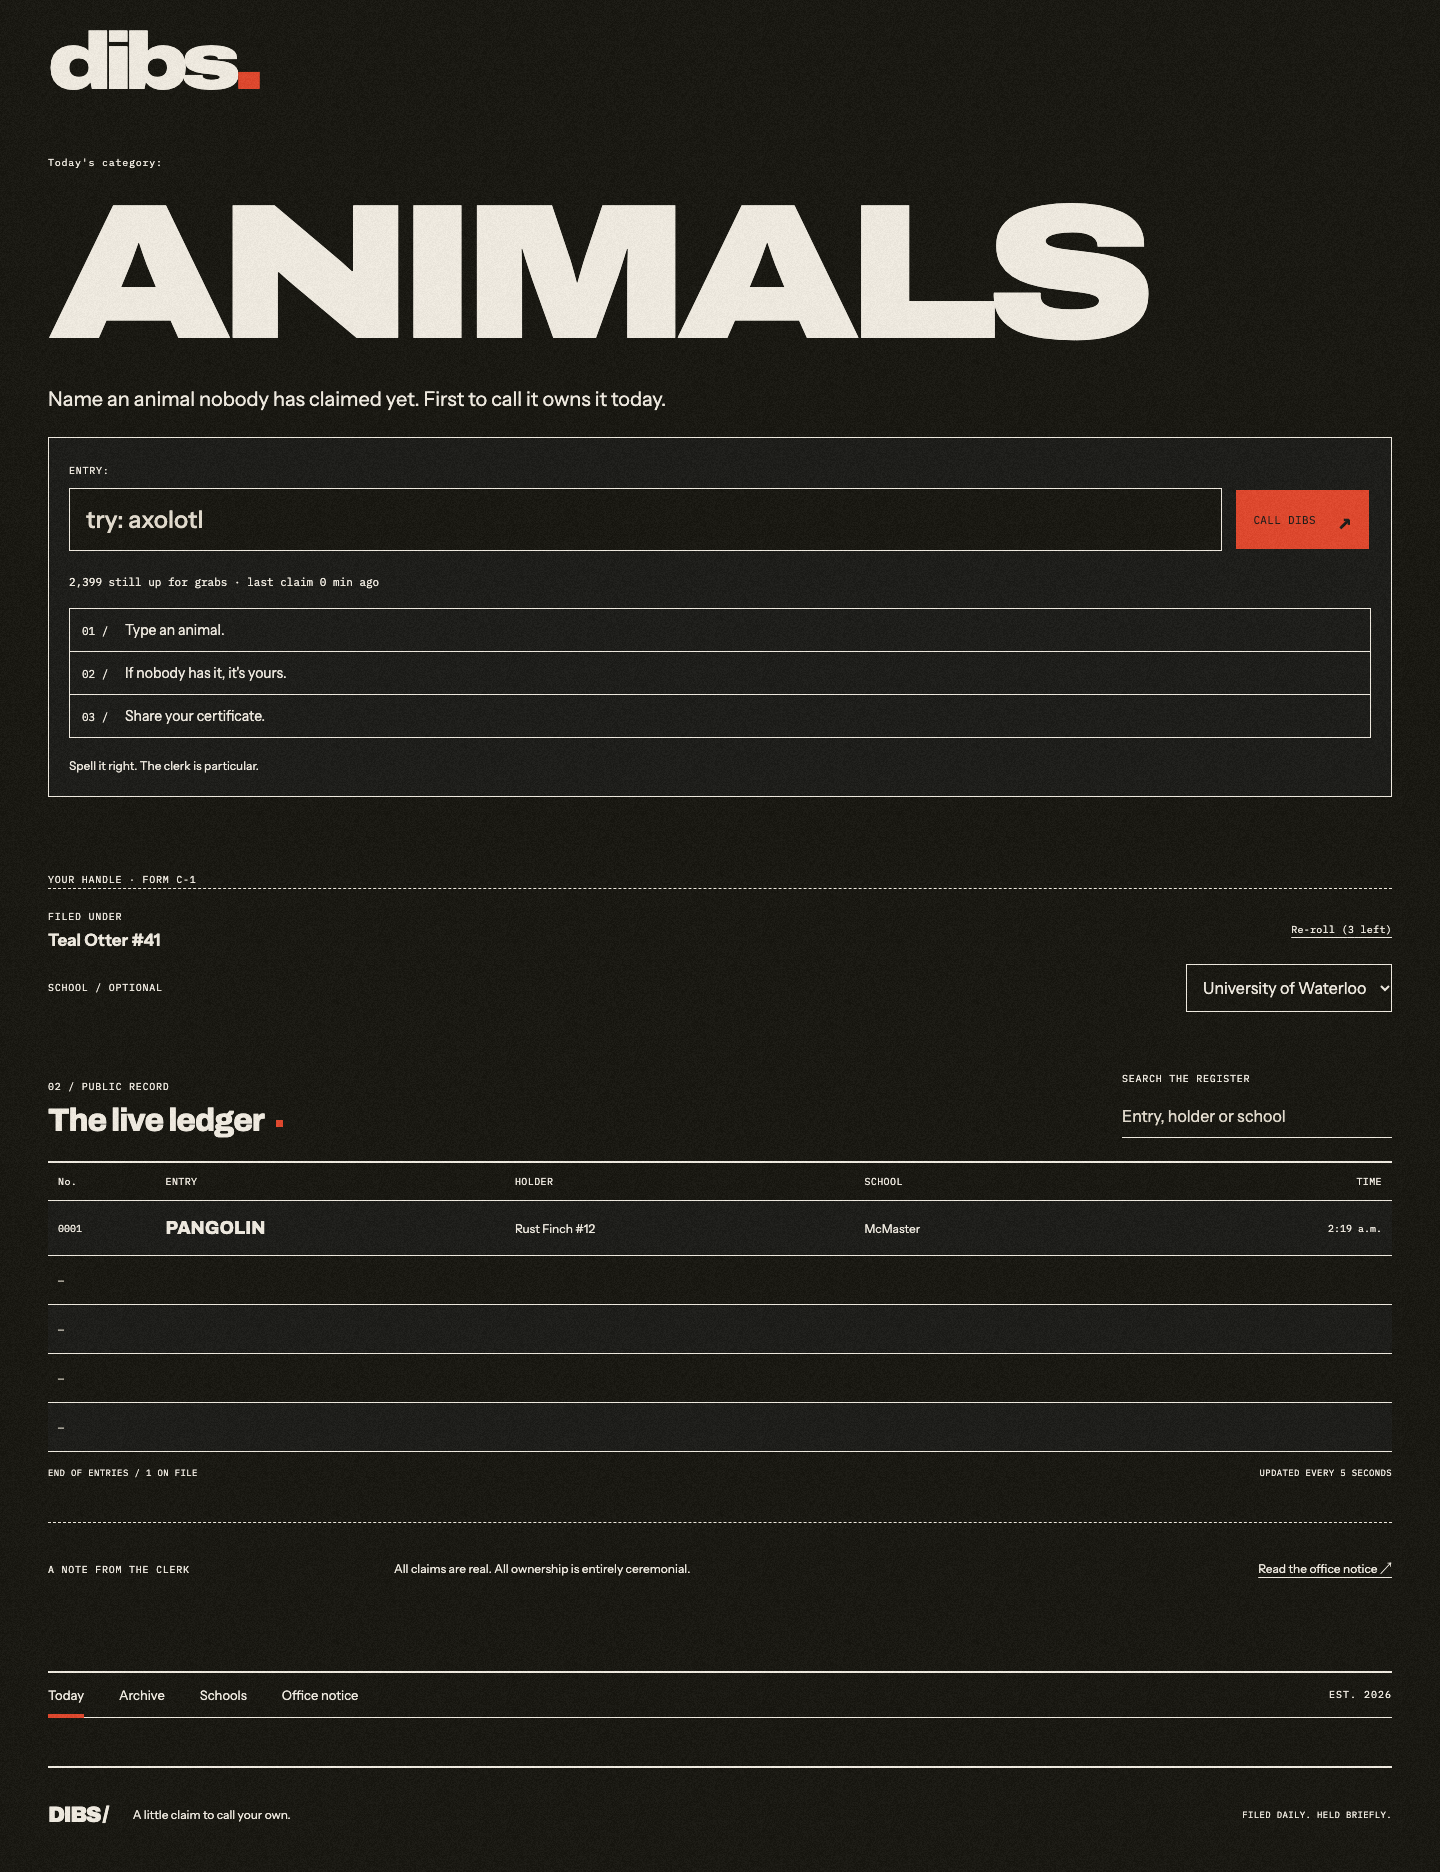 dibs.
Today's category:
ANIMALS
Name an animal nobody has claimed yet. First to call it owns it today.
ENTRY:
try: axolotl
CALL DIBS ↗
2,399 still up for grabs · last claim 0 min ago
01 / Type an animal.
02 / If nobody has it, it's yours.
03 / Share your certificate.
Spell it right. The clerk is particular.
YOUR HANDLE · FORM C-1
FILED UNDER
Teal Otter #41
Re-roll (3 left)
SCHOOL / OPTIONAL
University of Waterloo
02 / PUBLIC RECORD
The live ledger
SEARCH THE REGISTER
Entry, holder or school
No. ENTRY HOLDER SCHOOL TIME
0001 PANGOLIN Rust Finch #12 McMaster 2:19 a.m.
—
—
—
—
END OF ENTRIES / 1 ON FILE UPDATED EVERY 5 SECONDS
A NOTE FROM THE CLERK All claims are real. All ownership is entirely ceremonial. Read the office notice ↗
Today Archive Schools Office notice EST. 2026
DIBS/ A little claim to call your own. FILED DAILY. HELD BRIEFLY.